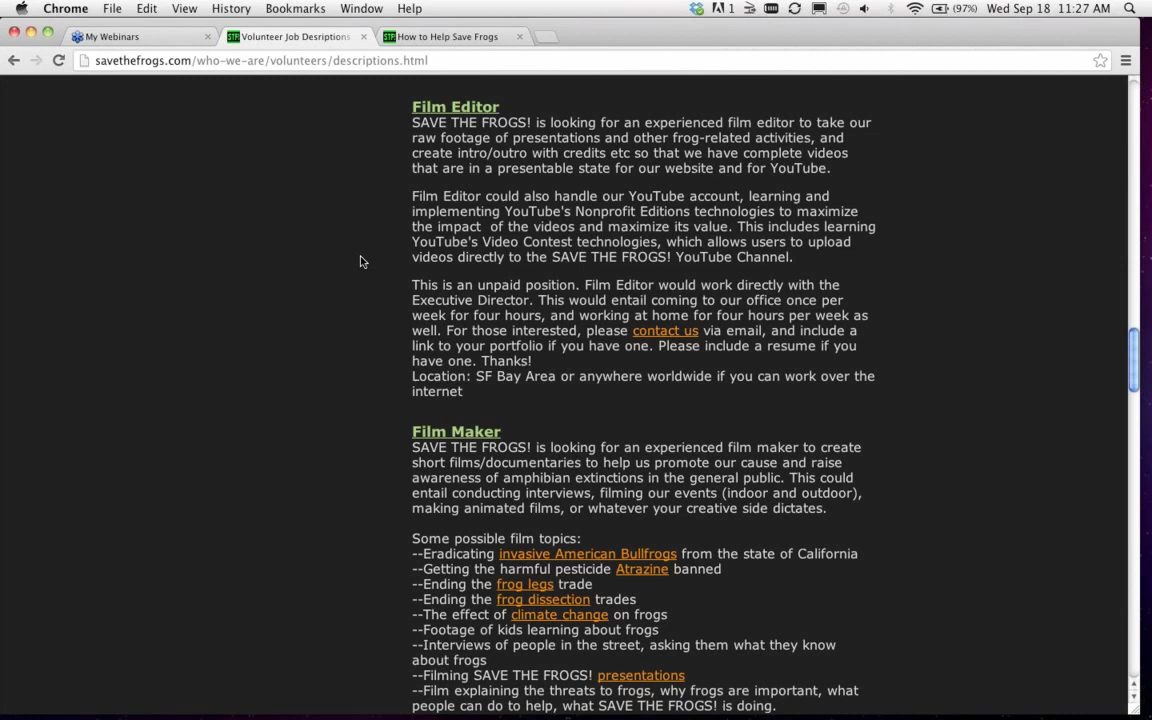 Chrome File Edit View History Bookmarks Window Help 1 (97%) Wed Sep 18 11:27 AM
My Webinars Volunteer Job Desriptions How to Help Save Frogs
savethefrogs.com/who-we-are/volunteers/descriptions.html
Film Editor
SAVE THE FROGS! is looking for an experienced film editor to take our
raw footage of presentations and other frog-related activities, and
create intro/outro with credits etc so that we have complete videos
that are in a presentable state for our website and for YouTube.
Film Editor could also handle our YouTube account, learning and
implementing YouTube's Nonprofit Editions technologies to maximize
the impact of the videos and maximize its value. This includes learning
YouTube's Video Contest technologies, which allows users to upload
videos directly to the SAVE THE FROGS! YouTube Channel.
This is an unpaid position. Film Editor would work directly with the
Executive Director. This would entail coming to our office once per
week for four hours, and working at home for four hours per week as
well. For those interested, please contact us via email, and include a
link to your portfolio if you have one. Please include a resume if you
have one. Thanks!
Location: SF Bay Area or anywhere worldwide if you can work over the
internet
Film Maker
SAVE THE FROGS! is looking for an experienced film maker to create
short films/documentaries to help us promote our cause and raise
awareness of amphibian extinctions in the general public. This could
entail conducting interviews, filming our events (indoor and outdoor),
making animated films, or whatever your creative side dictates.
Some possible film topics:
--Eradicating invasive American Bullfrogs from the state of California
--Getting the harmful pesticide Atrazine banned
--Ending the frog legs trade
--Ending the frog dissection trades
--The effect of climate change on frogs
--Footage of kids learning about frogs
--Interviews of people in the street, asking them what they know
about frogs
--Filming SAVE THE FROGS! presentations
--Film explaining the threats to frogs, why frogs are important, what
people can do to help, what SAVE THE FROGS! is doing.